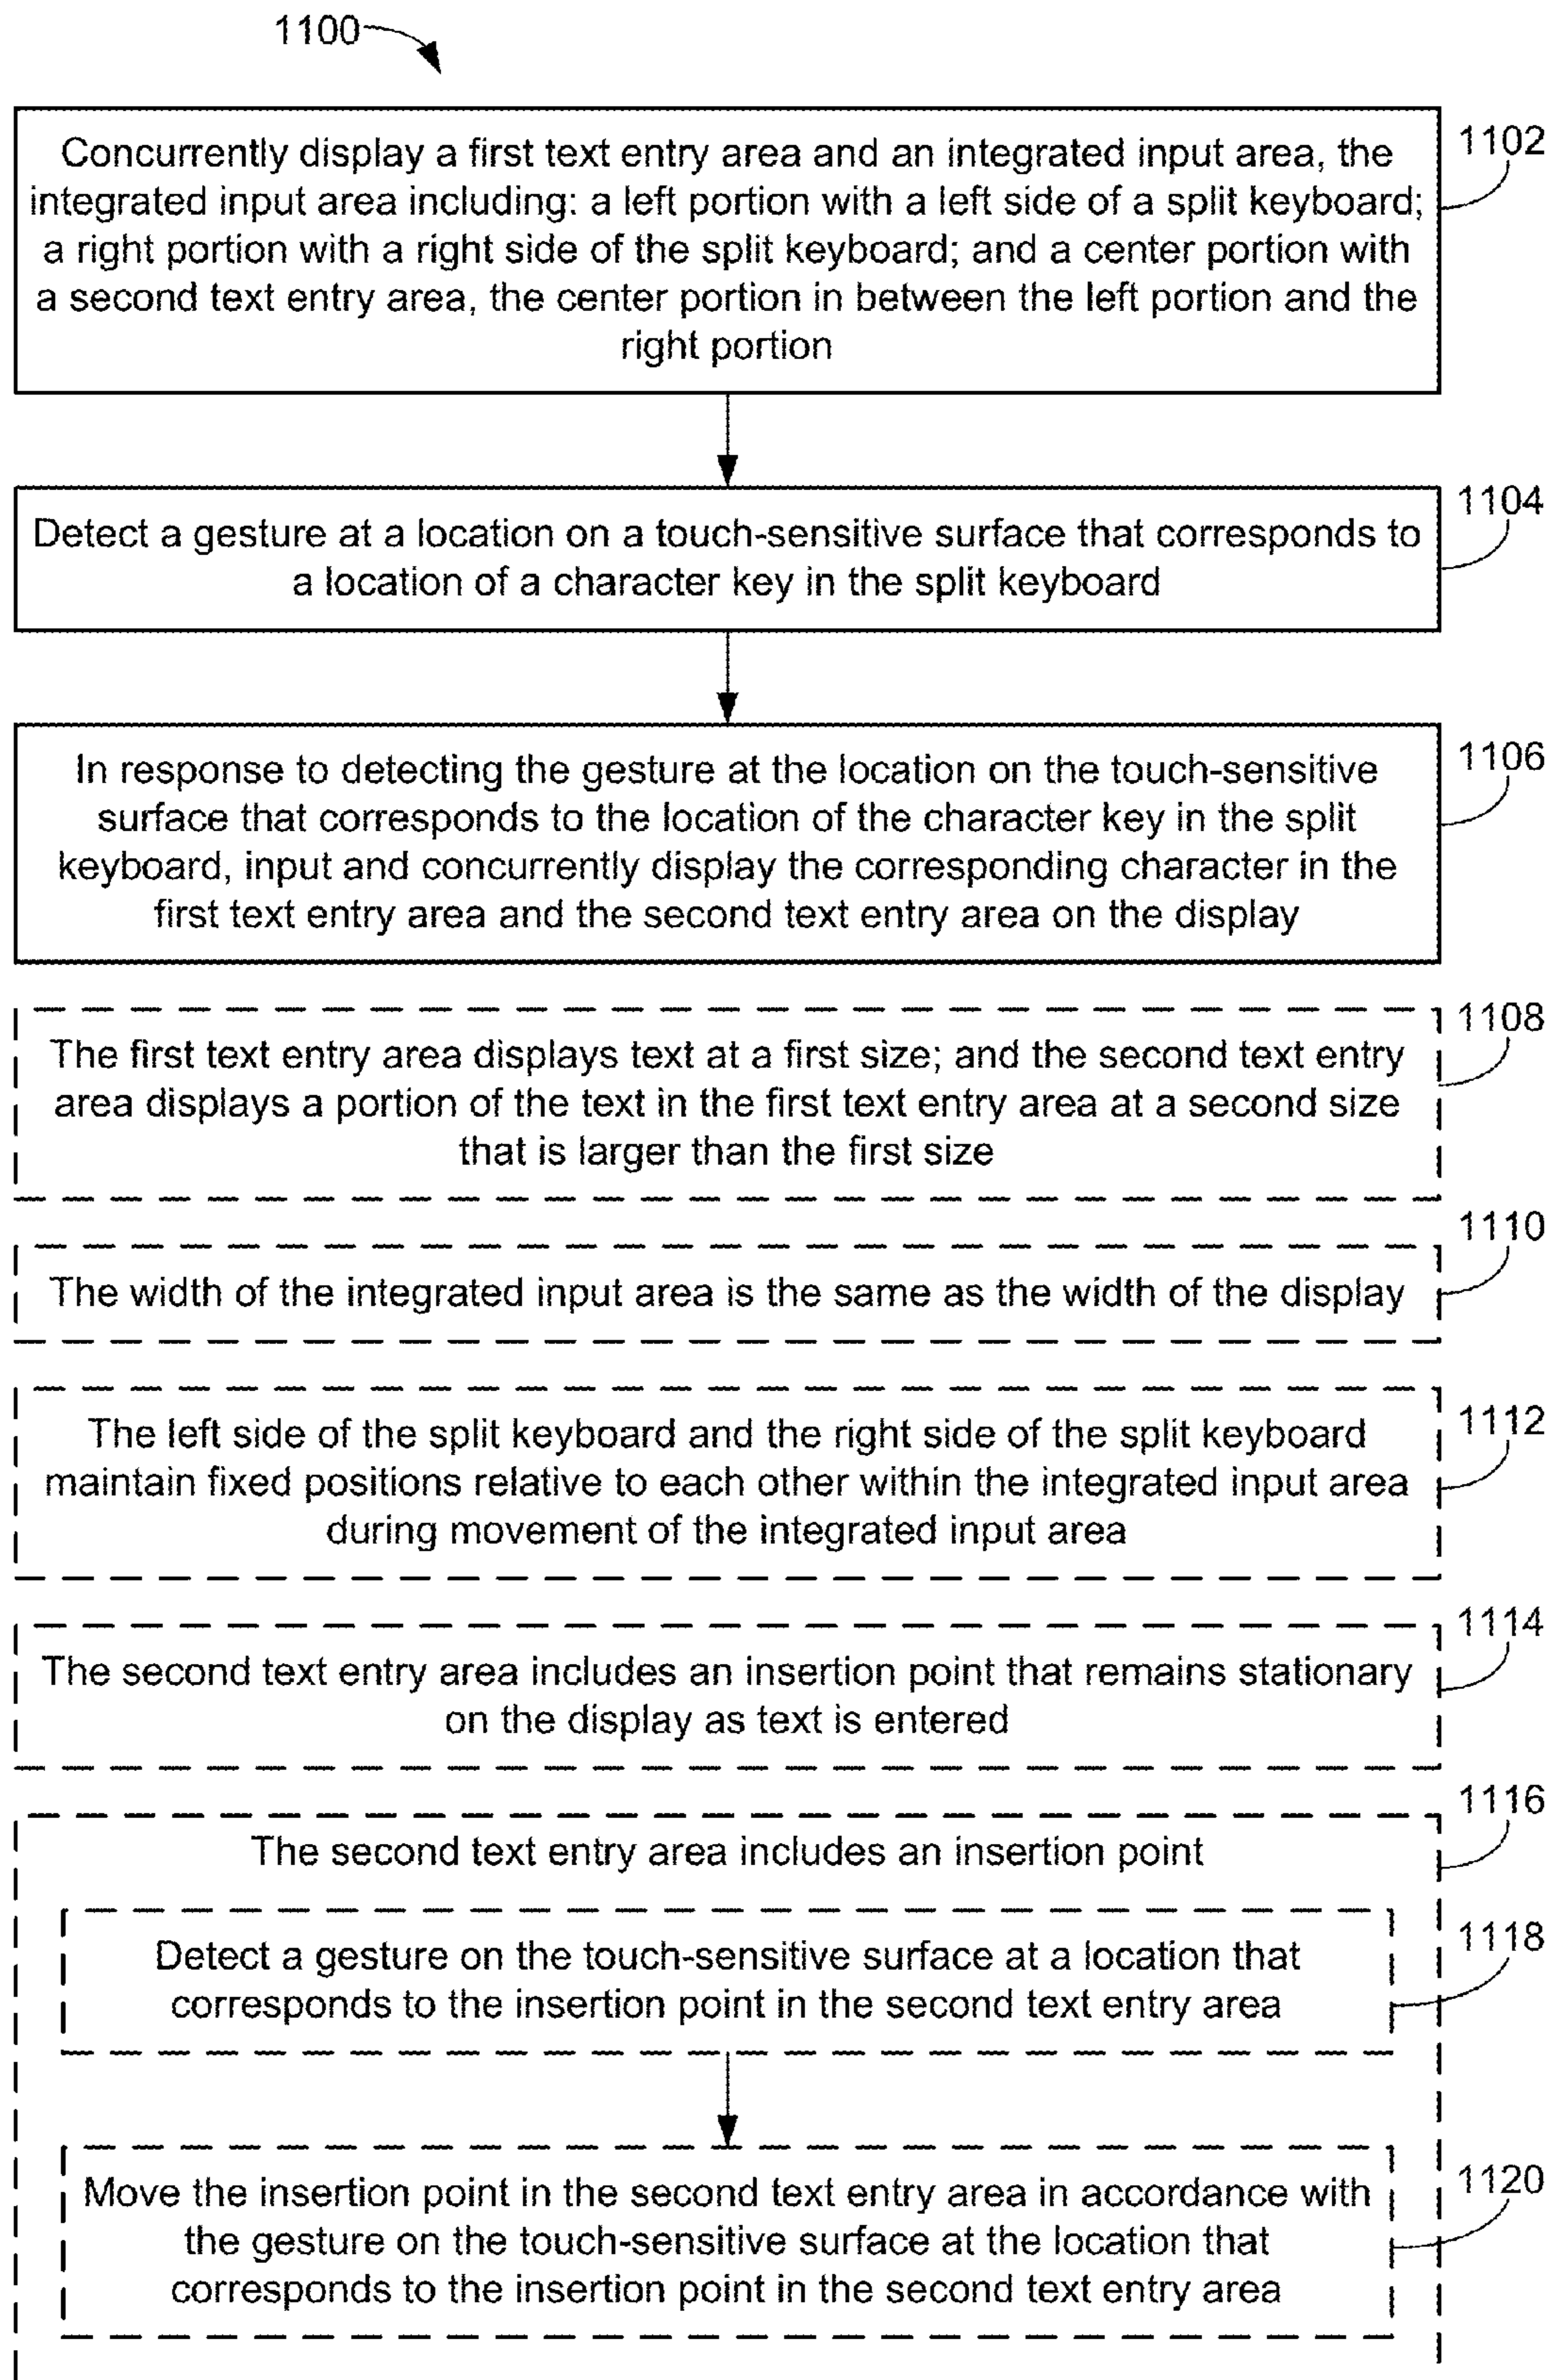 1100
Concurrently display a first text entry area and an integrated input area, the
1102
integrated input area including: a left portion with a left side of a split keyboard;
a right portion with a right side of the split keyboard; and a center portion with
a second text entry area, the center portion in between the left portion and the
right portion
1104
Detect a gesture at a location on a touch-sensitive surface that corresponds to
a location of a character key in the split keyboard
1106
In response to detecting the gesture at the location on the touch-sensitive
surface that corresponds to the location of the character key in the split
keyboard, input and concurrently display the corresponding character in the
first text entry area and the second text entry area on the display
1108
The first text entry area displays text at a first size; and the second text entry
area displays a portion of the text in the first text entry area at a second size
that is larger than the first size
1110
The width of the integrated input area is the same as the width of the display
1112
The left side of the split keyboard and the right side of the split keyboard
maintain fixed positions relative to each other within the integrated input area
during movement of the integrated input area
1114
The second text entry area includes an insertion point that remains stationary
on the display as text is entered
1116
The second text entry area includes an insertion point
1118
Detect a gesture on the touch-sensitive surface at a location that
corresponds to the insertion point in the second text entry area
1120
Move the insertion point in the second text entry area in accordance with
the gesture on the touch-sensitive surface at the location that
corresponds to the insertion point in the second text entry area